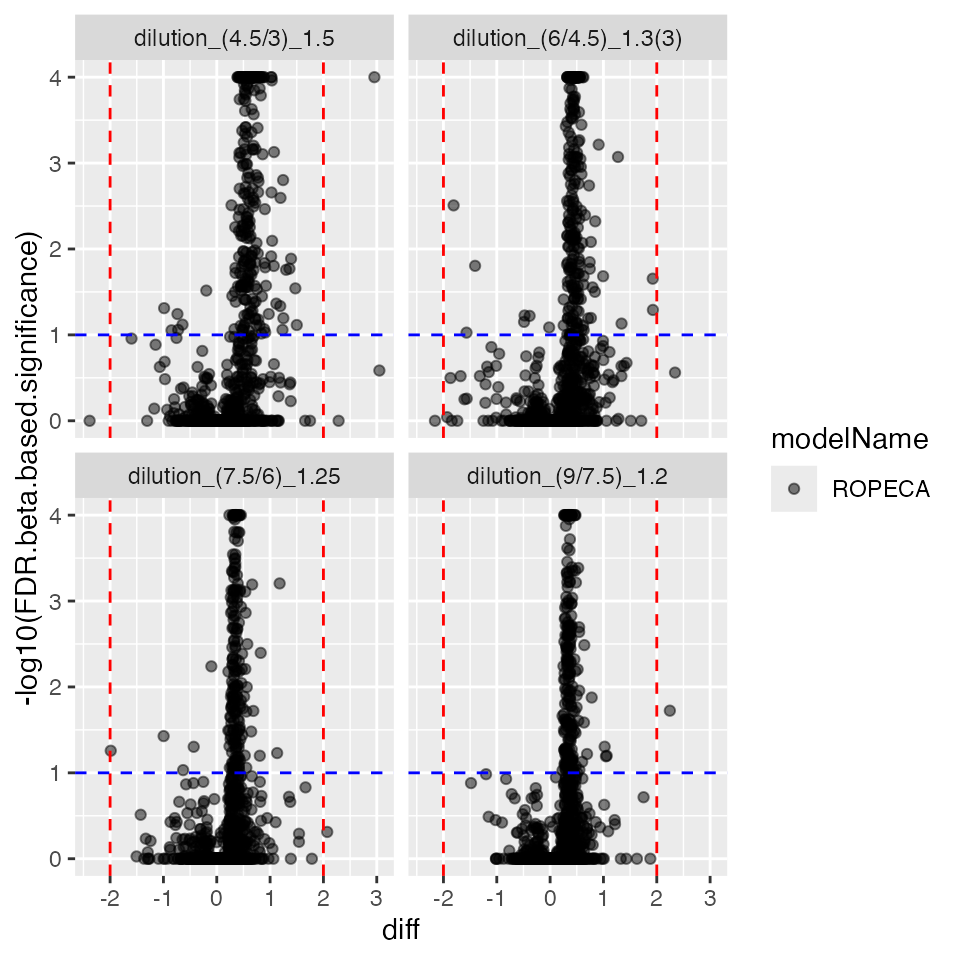 dilution_(4.5/3)_1.5
dilution_(6/4.5)_1.3(3)
4
3
2
1
0
dilution_(7.5/6)_1.25
dilution_(9/7.5)_1.2
4
3
2
1
0
-2 -1 0 1 2 3
-2 -1 0 1 2 3
diff
-log10(FDR.beta.based.significance)
modelName
ROPECA